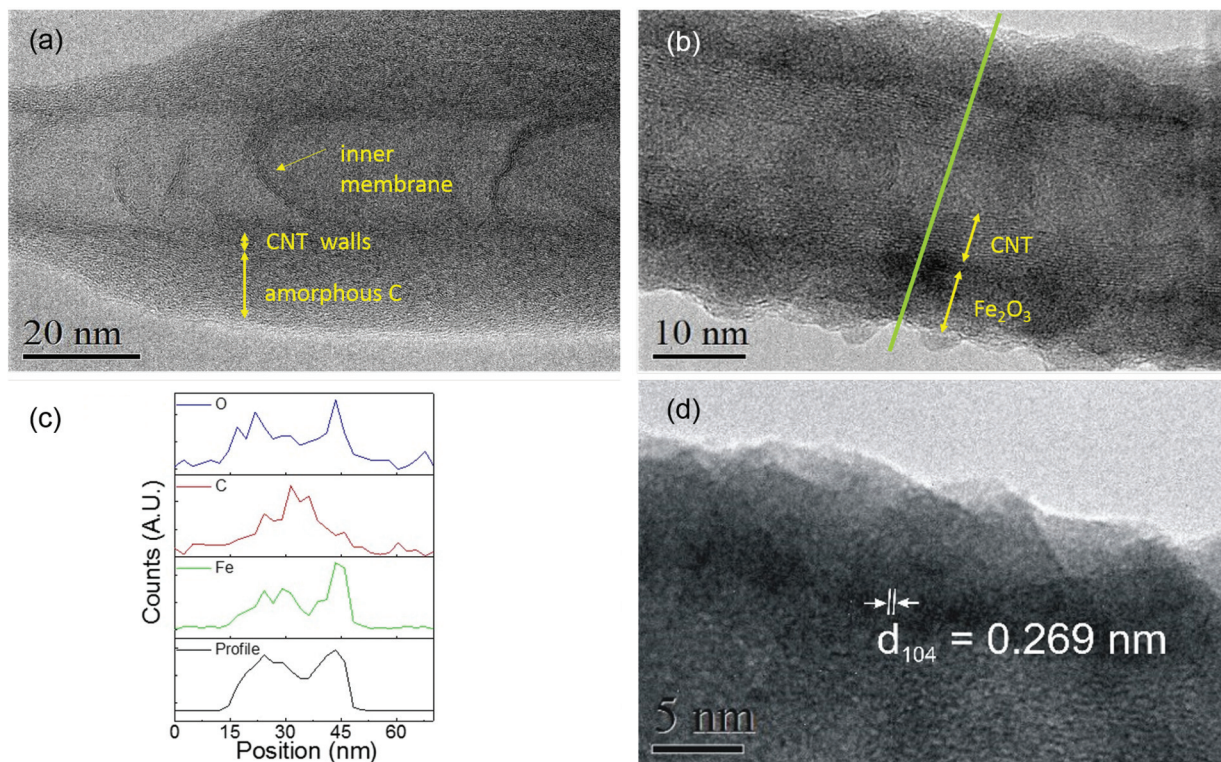 (a)
inner
membrane
CNT walls
amorphous C
20 nm
(b)
CNT
Fe₂O₃
10 nm
(c)
O
C
Fe
Profile
Counts (A.U.)
0 15 30 45 60
Position (nm)
(d)
d₁₀₄ = 0.269 nm
5 nm